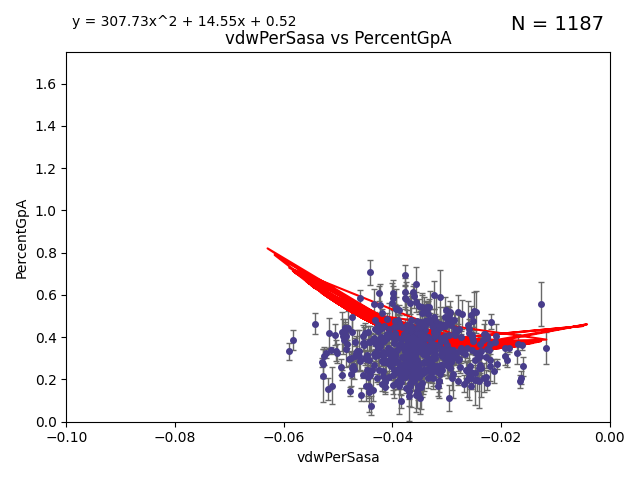 y = 307.73x^2 + 14.55x + 0.52
N = 1187
vdwPerSasa vs PercentGpA
PercentGpA
1.6
1.4
1.2
1.0
0.8
0.6
0.4
0.2
0.0
−0.10 −0.08 −0.06 −0.04 −0.02 0.00
vdwPerSasa